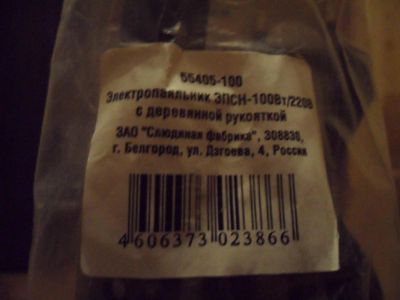 55405-100
Электропаяльник ЭПСН-100Вт/220В
с деревянной рукояткой
ЗАО "Слюдяная фабрика", 308830,
г. Белгород, ул. Дзгоева, 4, Россия
4 606373 023866